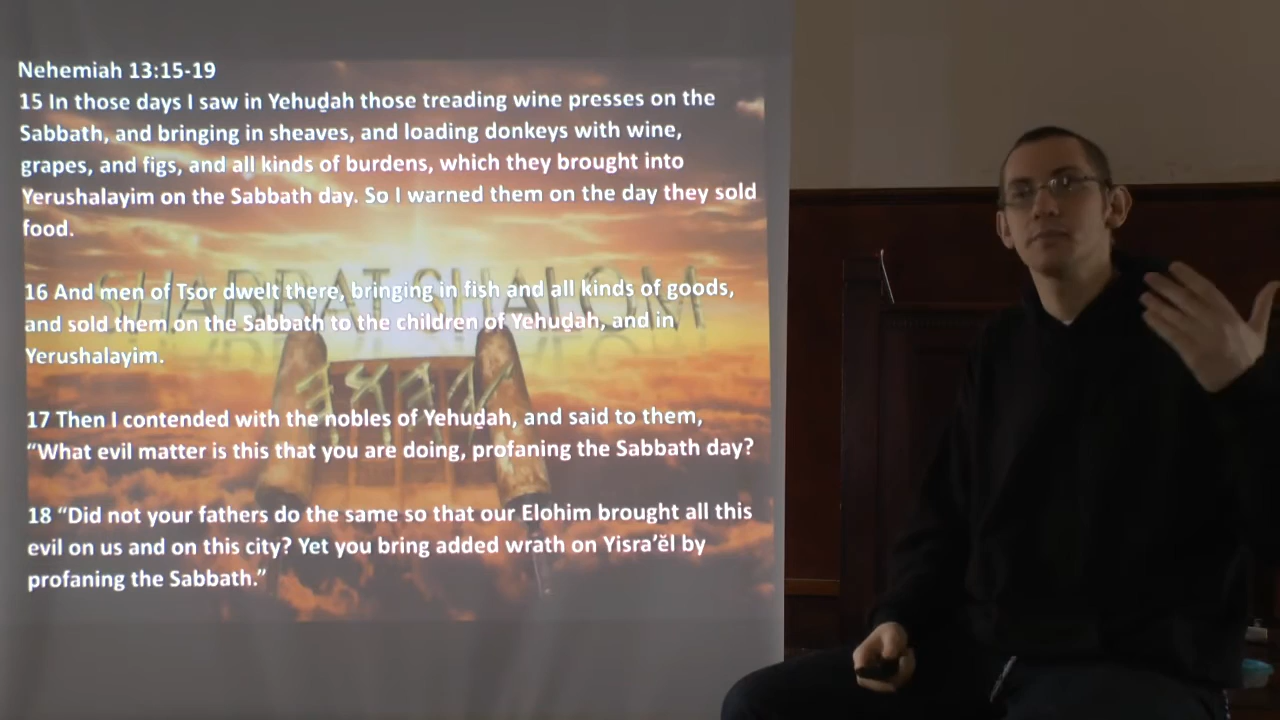 Nehemiah 13:15-19
15 In those days I saw in Yehuḏah those treading wine presses on the
Sabbath, and bringing in sheaves, and loading donkeys with wine,
grapes, and figs, and all kinds of burdens, which they brought into
Yerushalayim on the Sabbath day. So I warned them on the day they sold
food.
SHABBAT SHALOM
16 And men of Tsor dwelt there, bringing in fish and all kinds of goods,
and sold them on the Sabbath to the children of Yehuḏah, and in
Yerushalayim.
17 Then I contended with the nobles of Yehuḏah, and said to them,
“What evil matter is this that you are doing, profaning the Sabbath day?
18 “Did not your fathers do the same so that our Elohim brought all this
evil on us and on this city? Yet you bring added wrath on Yisra’ĕl by
profaning the Sabbath.”